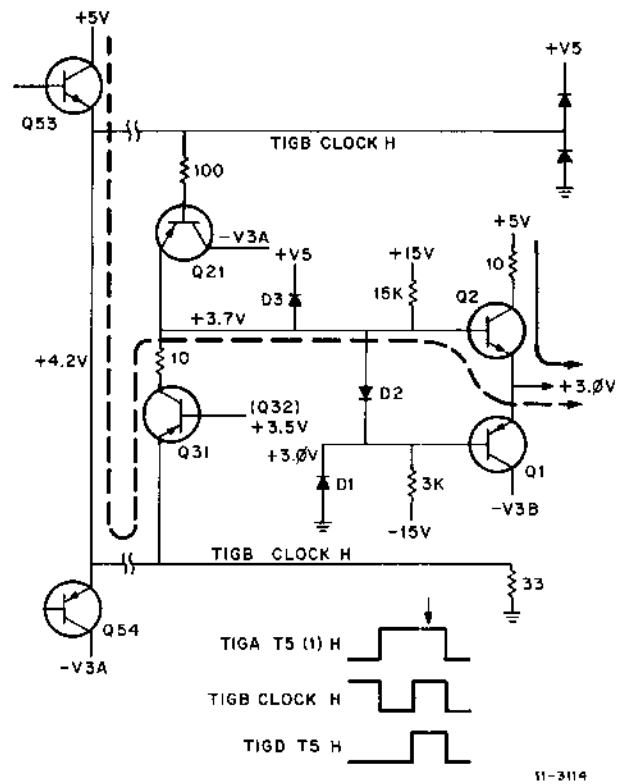 +5V
Q53
+V5
TIGB CLOCK H
100
-V3A
Q21
+V5
D3
+15V
15K
+5V
10
Q2
+3.7V
+4.2V
10
(Q32)
+3.5V
Q31
D2
+3.0V
+3.0V
D1
3K
-15V
Q1
-V3B
TIGB CLOCK H
33
Q54
-V3A
TIGA T5 (1) H
TIGB CLOCK H
TIGD T5 H
11-3114